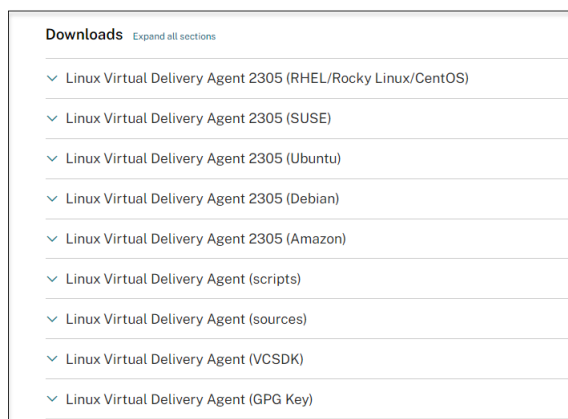 Downloads Expand all sections
Linux Virtual Delivery Agent 2305 (RHEL/Rocky Linux/CentOS)
Linux Virtual Delivery Agent 2305 (SUSE)
Linux Virtual Delivery Agent 2305 (Ubuntu)
Linux Virtual Delivery Agent 2305 (Debian)
Linux Virtual Delivery Agent 2305 (Amazon)
Linux Virtual Delivery Agent (scripts)
Linux Virtual Delivery Agent (sources)
Linux Virtual Delivery Agent (VCSDK)
Linux Virtual Delivery Agent (GPG Key)